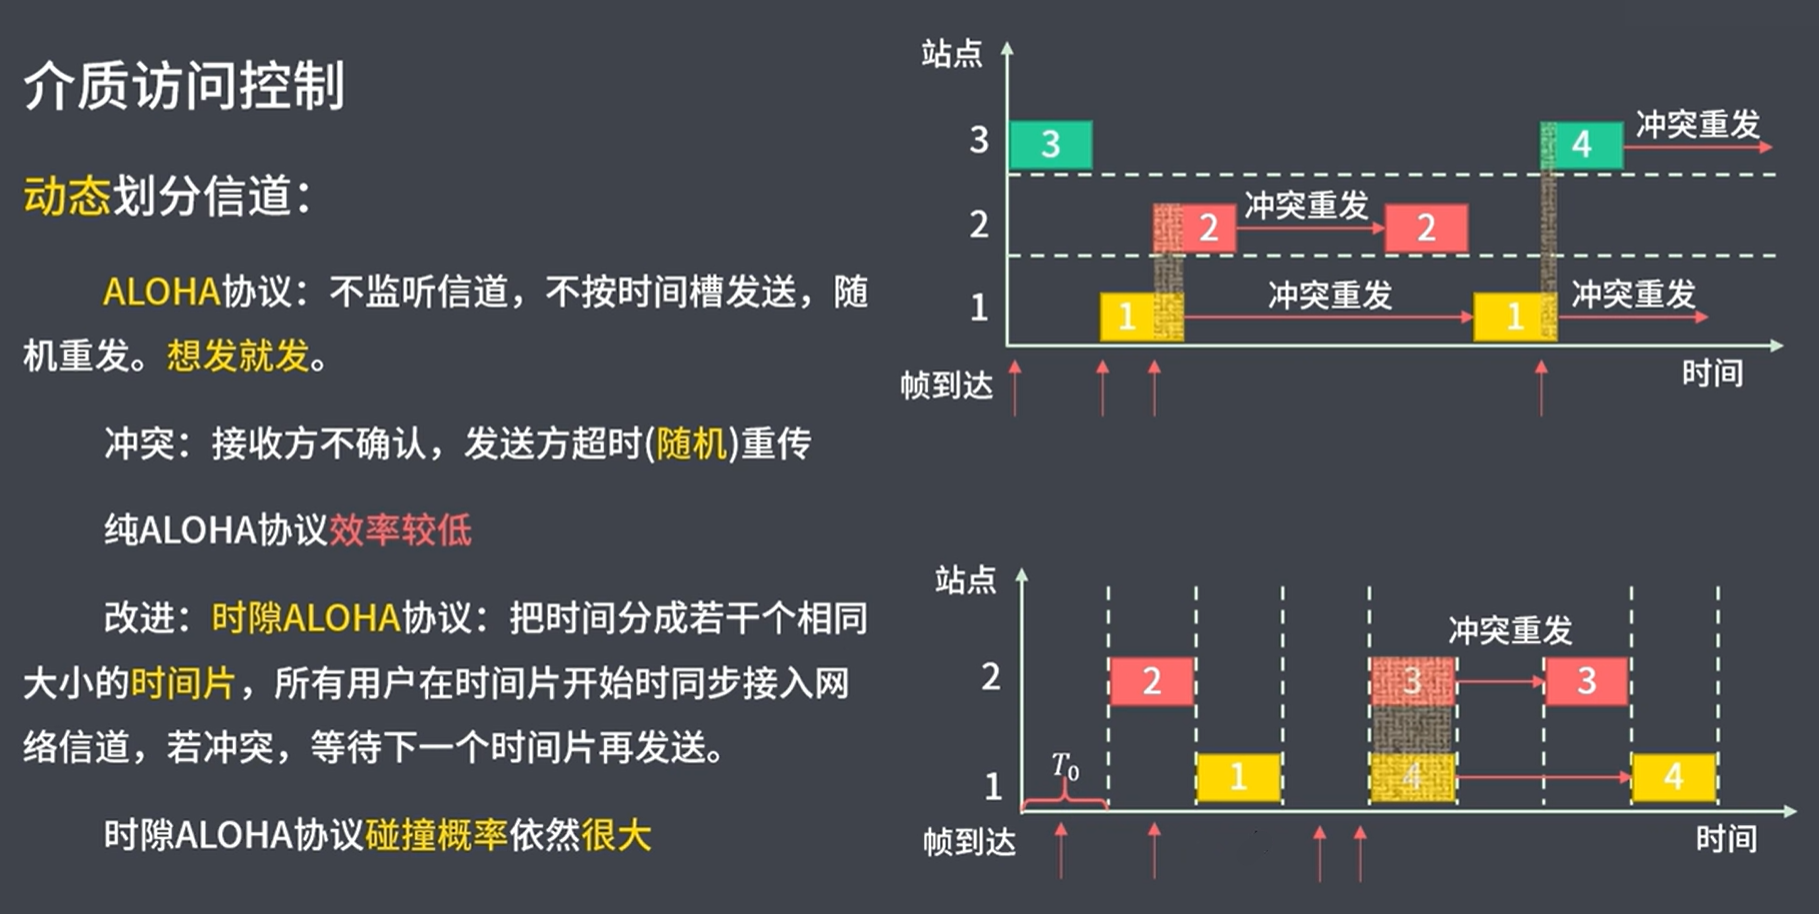 介质访问控制
动态划分信道：
ALOHA协议：不监听信道，不按时间槽发送，随
机重发。想发就发。
冲突：接收方不确认，发送方超时(随机)重传
纯ALOHA协议效率较低
改进：时隙ALOHA协议：把时间分成若干个相同
大小的时间片，所有用户在时间片开始时同步接入网
络信道，若冲突，等待下一个时间片再发送。
时隙ALOHA协议碰撞概率依然很大
站点
3 3 4 冲突重发
2 2 冲突重发 2
1 1 冲突重发 1 冲突重发
帧到达 时间
站点
冲突重发
2 2 3 3
T0
1 1 4 4
帧到达 时间